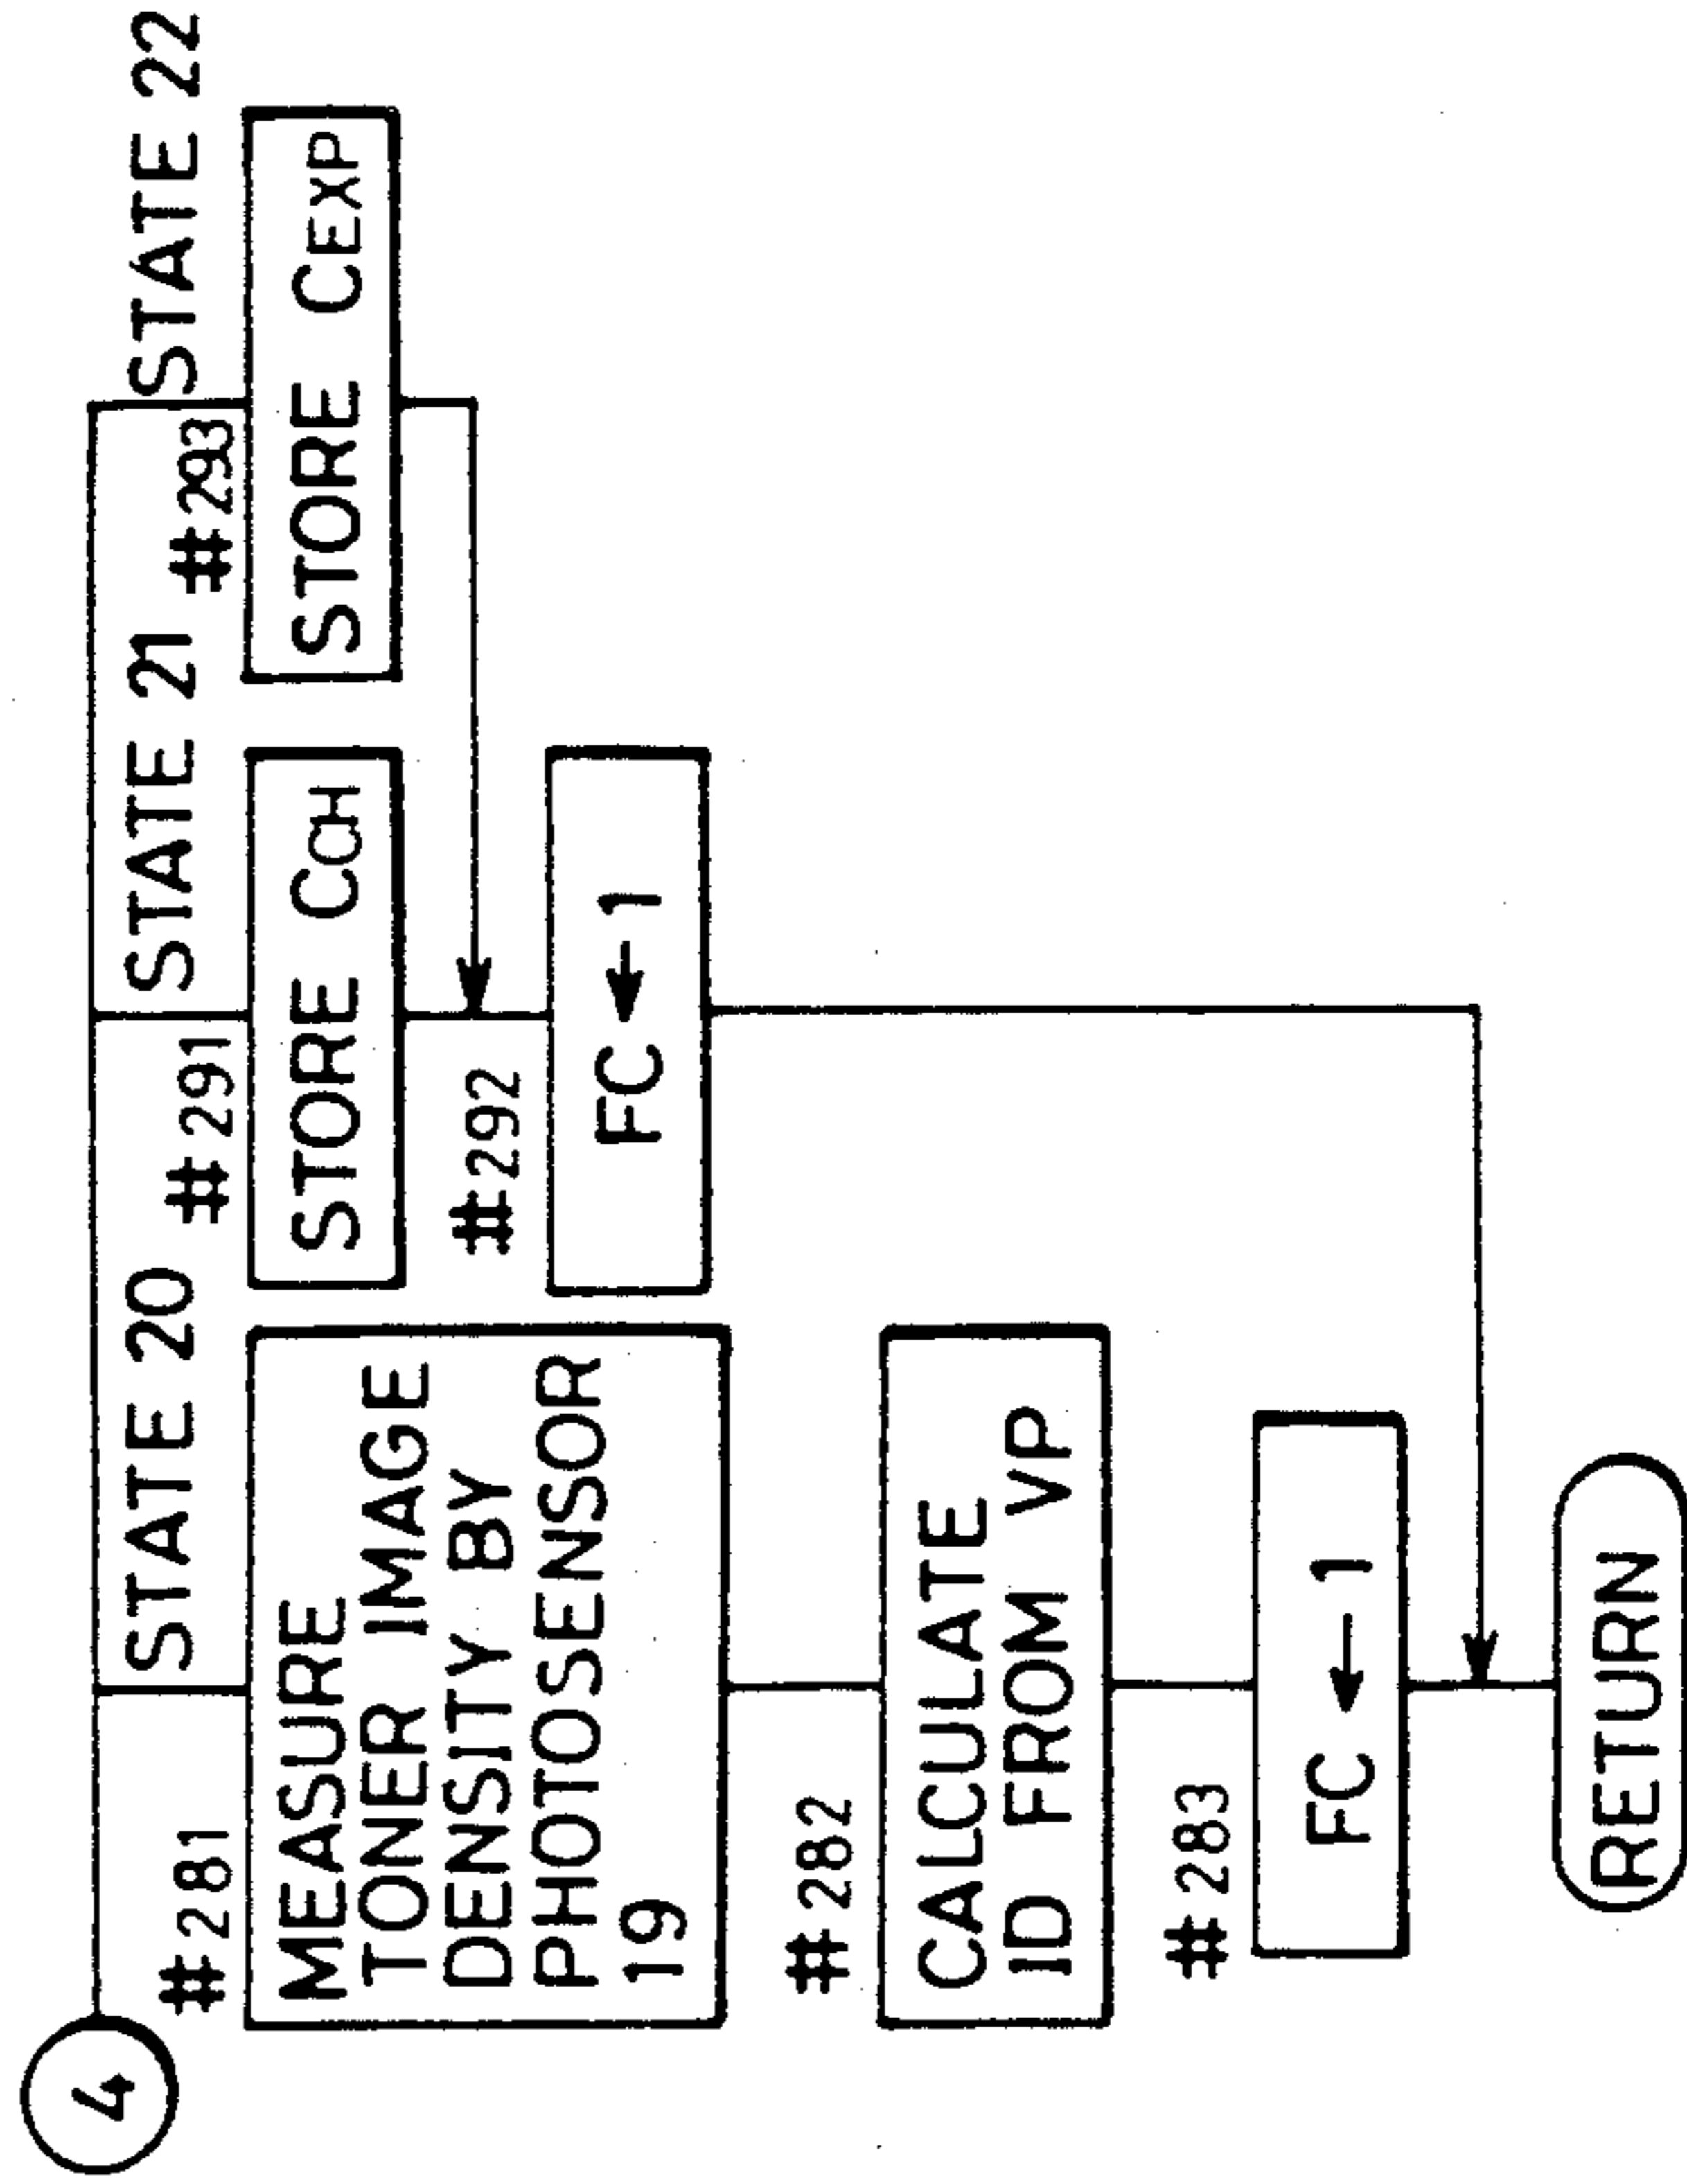 4
STATE 20
#281
MEASURE
TONER IMAGE
DENSITY BY
PHOTOSENSOR
19
#282
CALCULATE
ID FROM VP
#283
FC ← 1
STATE 21
#291
STORE CCH
#292
FC ← 1
STATE 22
#293
STORE CEXP
RETURN